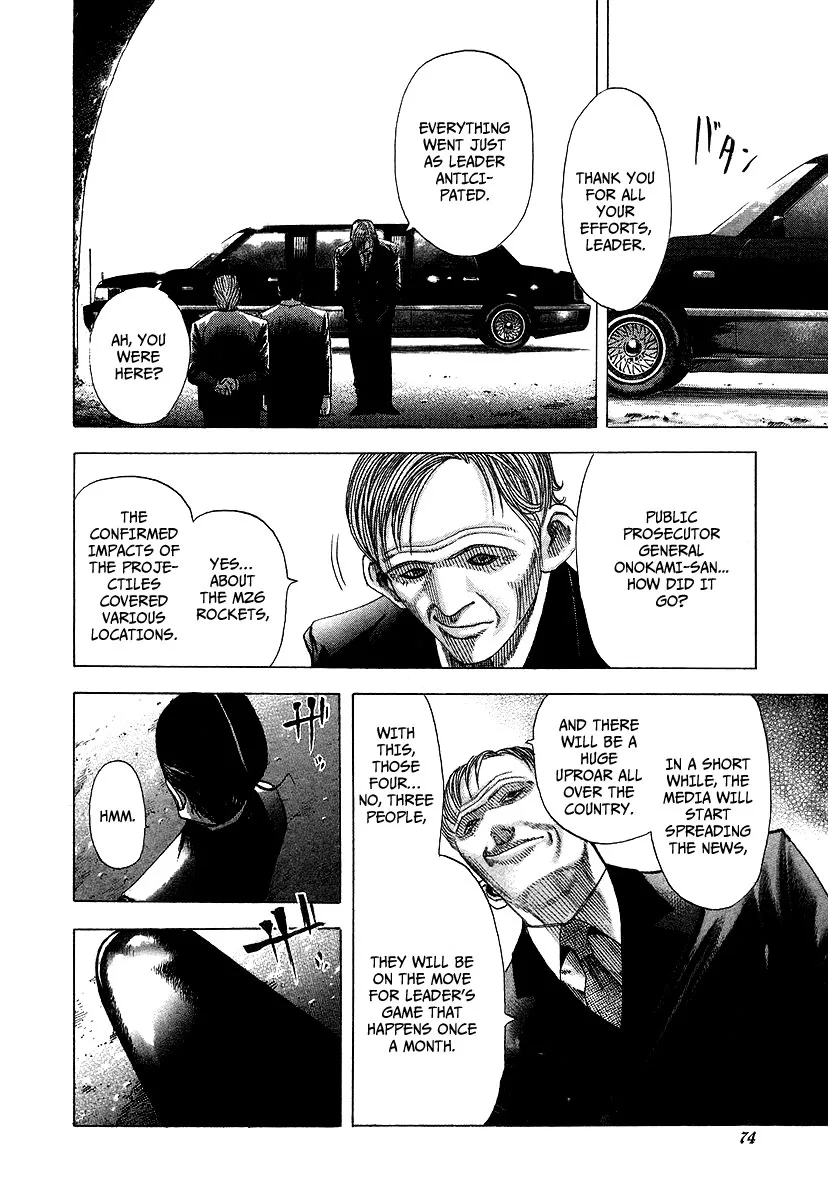 バタン
THANK YOU
FOR ALL
YOUR
EFFORTS,
LEADER.
EVERYTHING
WENT JUST
AS LEADER
ANTICI-
PATED.
AH, YOU
WERE
HERE?
PUBLIC
PROSECUTOR
GENERAL
ONOKAMI-SAN...
HOW DID IT
GO?
YES...
ABOUT
THE MZ6
ROCKETS,
THE
CONFIRMED
IMPACTS OF
THE PROJE-
CTILES
COVERED
VARIOUS
LOCATIONS.
IN A SHORT
WHILE, THE
MEDIA WILL
START
SPREADING
THE NEWS,
AND THERE
WILL BE A
HUGE
UPROAR ALL
OVER THE
COUNTRY.
WITH
THIS,
THOSE
FOUR...
NO, THREE
PEOPLE,
THEY WILL BE
ON THE MOVE
FOR LEADER'S
GAME THAT
HAPPENS ONCE
A MONTH.
ザッ
HMM.
ザッ
74